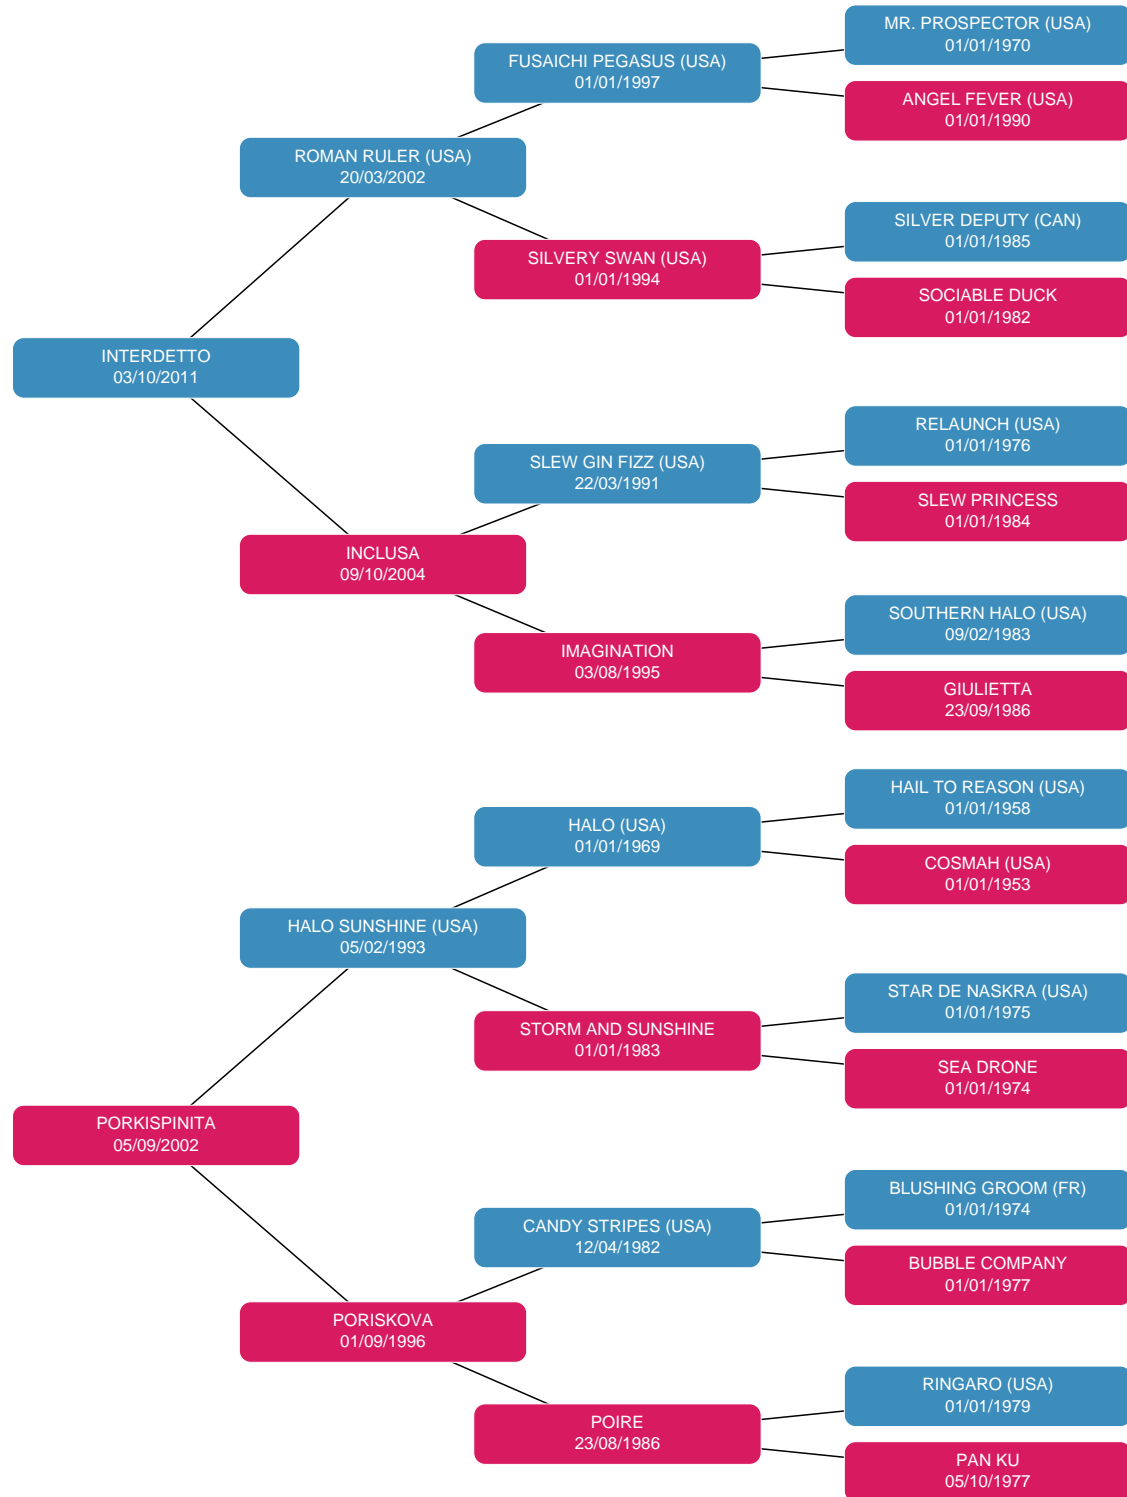 MR. PROSPECTOR (USA)
01/01/1970
FUSAICHI PEGASUS (USA)
01/01/1997
ANGEL FEVER (USA)
01/01/1990
ROMAN RULER (USA)
20/03/2002
SILVER DEPUTY (CAN)
01/01/1985
SILVERY SWAN (USA)
01/01/1994
SOCIABLE DUCK
01/01/1982
INTERDETTO
03/10/2011
RELAUNCH (USA)
01/01/1976
SLEW GIN FIZZ (USA)
22/03/1991
SLEW PRINCESS
01/01/1984
INCLUSA
09/10/2004
SOUTHERN HALO (USA)
09/02/1983
IMAGINATION
03/08/1995
GIULIETTA
23/09/1986
HAIL TO REASON (USA)
01/01/1958
HALO (USA)
01/01/1969
COSMAH (USA)
01/01/1953
HALO SUNSHINE (USA)
05/02/1993
STAR DE NASKRA (USA)
01/01/1975
STORM AND SUNSHINE
01/01/1983
SEA DRONE
01/01/1974
PORKISPINITA
05/09/2002
BLUSHING GROOM (FR)
01/01/1974
CANDY STRIPES (USA)
12/04/1982
BUBBLE COMPANY
01/01/1977
PORISKOVA
01/09/1996
RINGARO (USA)
01/01/1979
POIRE
23/08/1986
PAN KU
05/10/1977